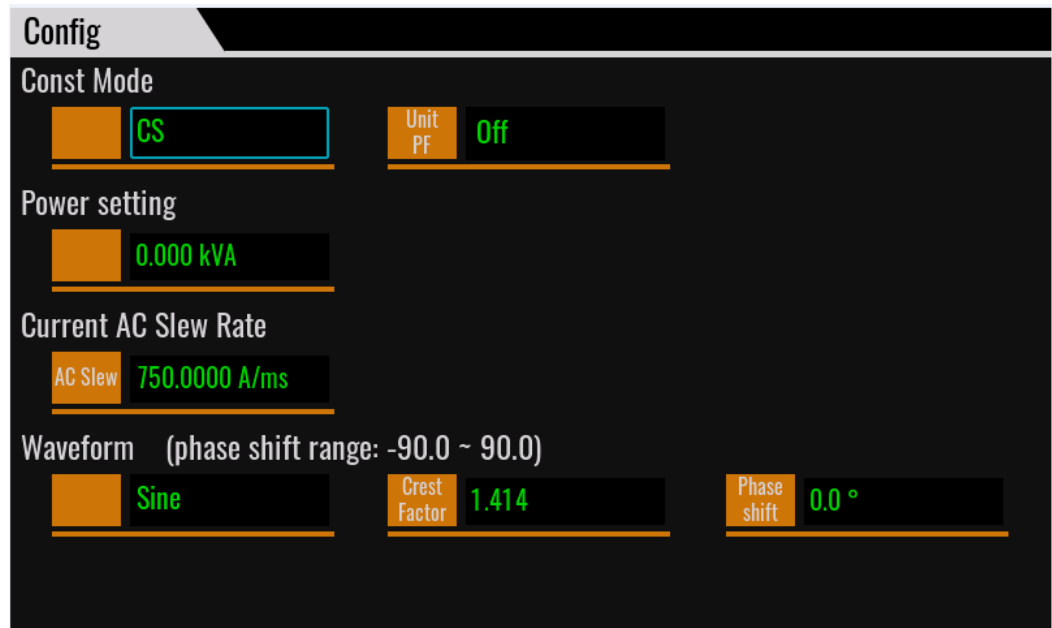 Config
Const Mode
CS
Unit PF
Off
Power setting
0.000 kVA
Current AC Slew Rate
AC Slew
750.0000 A/ms
Waveform (phase shift range: -90.0 ~ 90.0)
Sine
Crest Factor
1.414
Phase shift
0.0 °